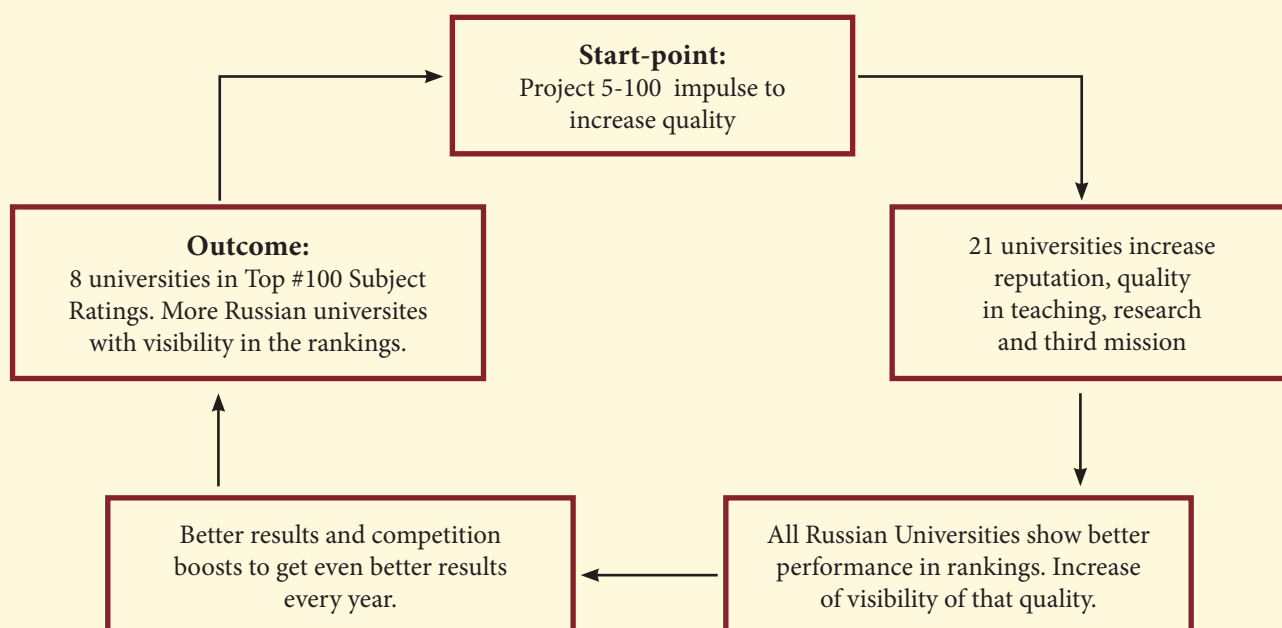 Start-point:
Project 5-100 impulse to
increase quality
21 universities increase
reputation, quality
in teaching, research
and third mission
All Russian Universities show better
performance in rankings. Increase
of visibility of that quality.
Better results and competition
boosts to get even better results
every year.
Outcome:
8 universities in Top #100 Subject
Ratings. More Russian universites
with visibility in the rankings.